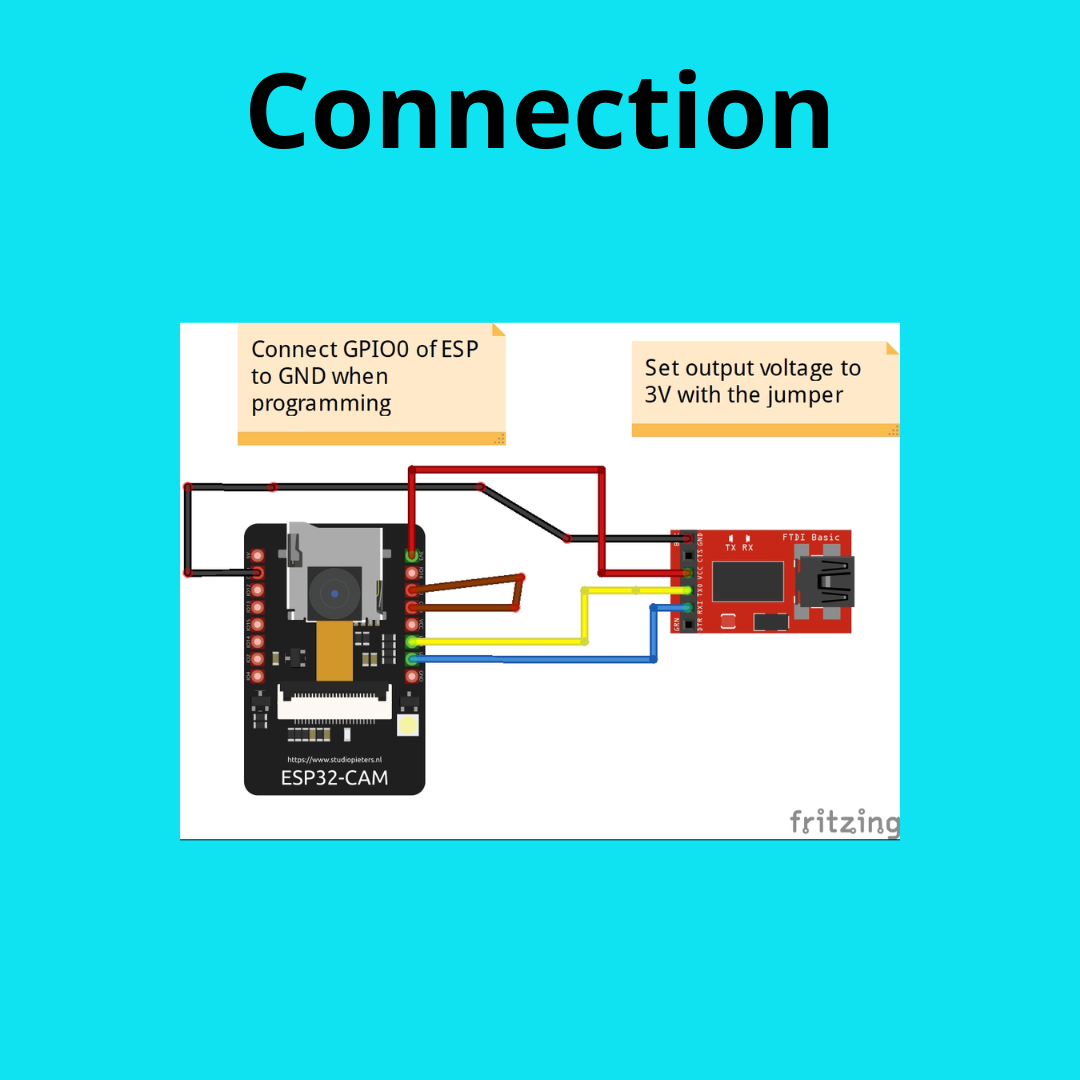 Connection
Connect GPIO0 of ESP
to GND when
programming
Set output voltage to
3V with the jumper
FTDI Basic
TX RX
GND
CTS
VCC
TX0
RXI
DTR
GRN
https://www.studiopieters.nl
ESP32-CAM
fritzing